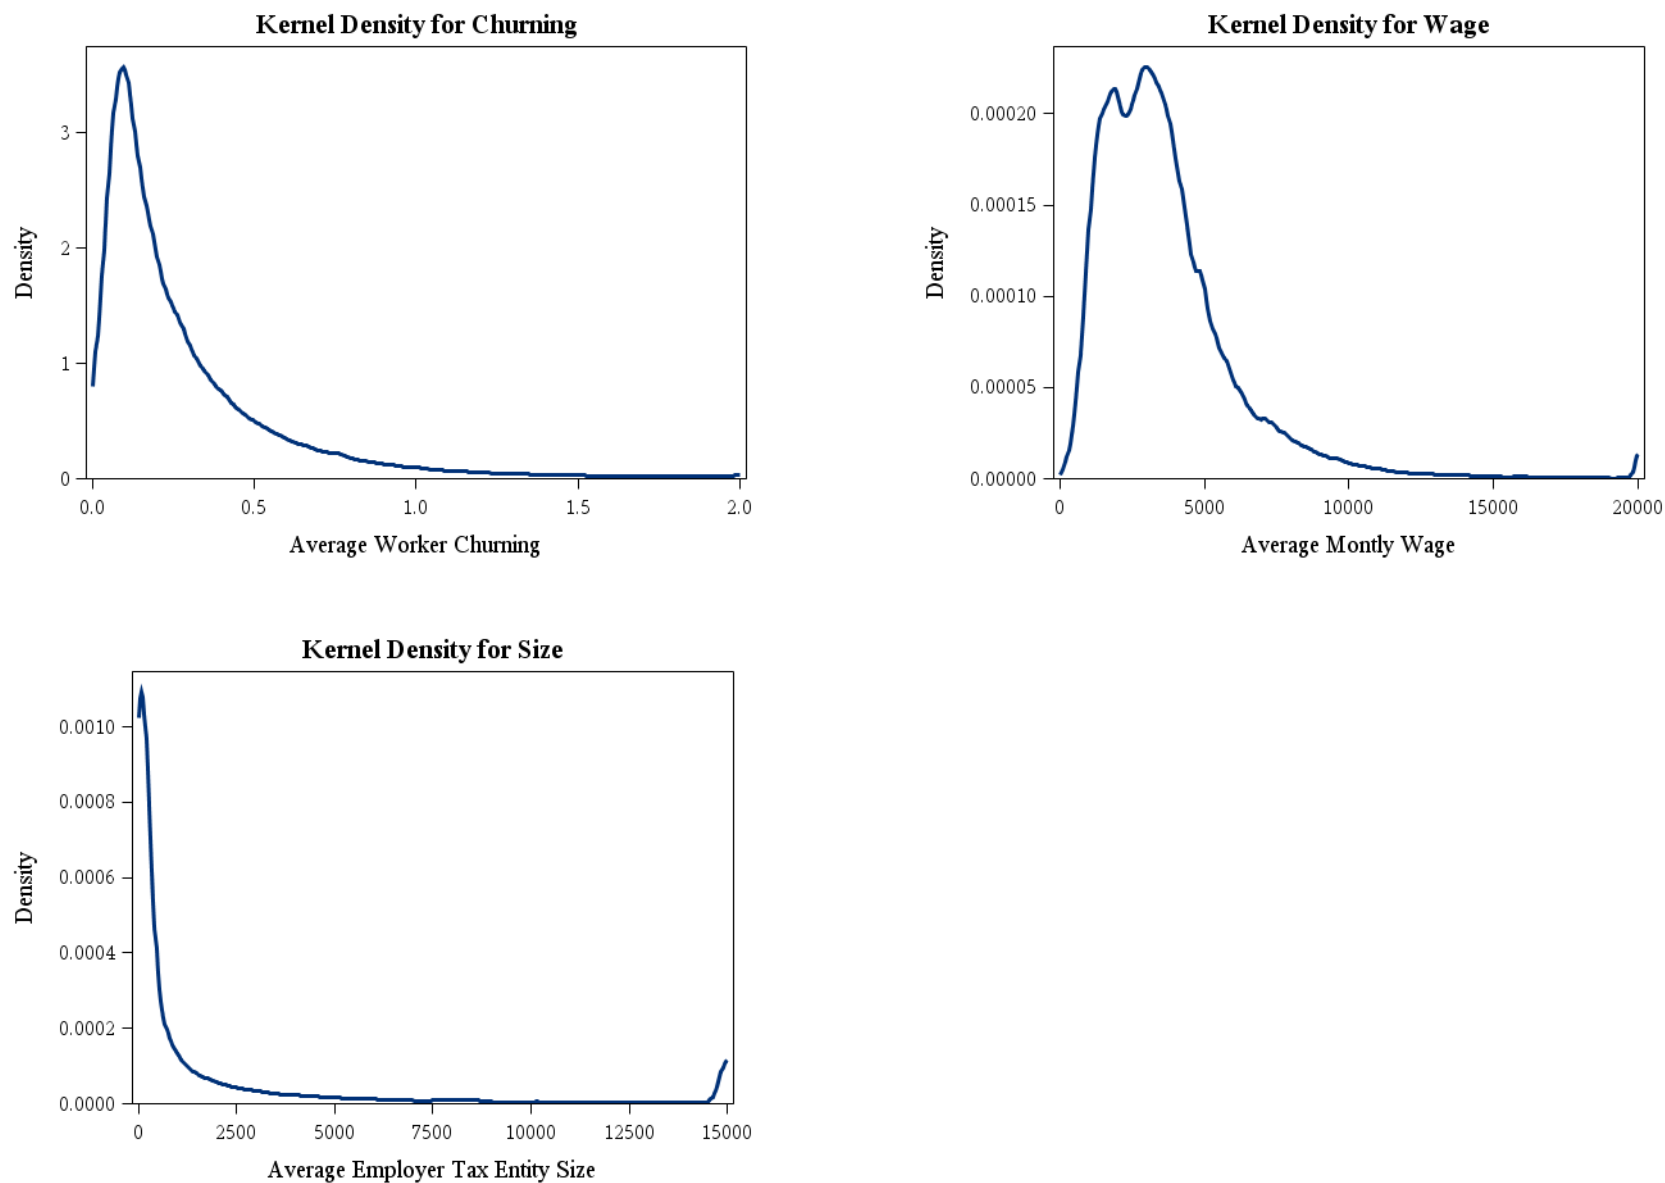 Kernel Density for Churning
3
2
1
0
Density
0.0 0.5 1.0 1.5 2.0
Average Worker Churning
Kernel Density for Wage
0.00020
0.00015
0.00010
0.00005
0.00000
Density
0 5000 10000 15000 20000
Average Montly Wage
Kernel Density for Size
0.0010
0.0008
0.0006
0.0004
0.0002
0.0000
Density
0 2500 5000 7500 10000 12500 15000
Average Employer Tax Entity Size